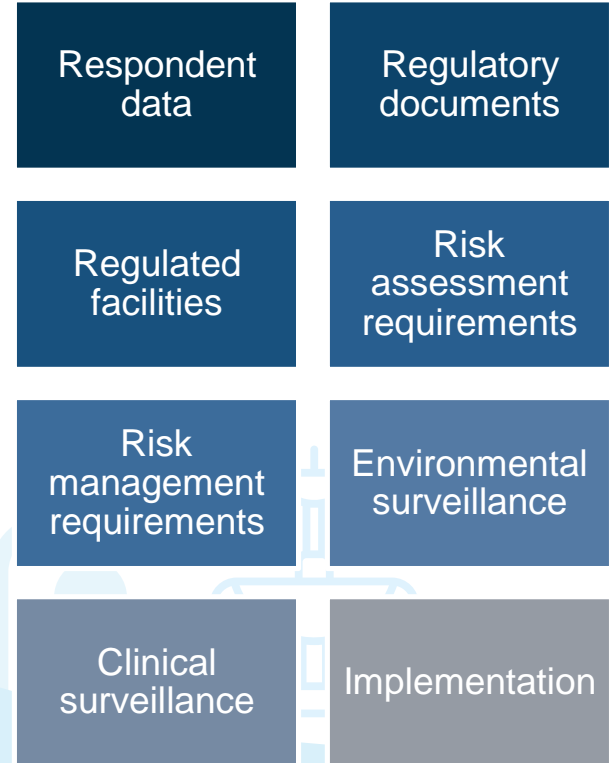 Respondent
data
Regulatory
documents
Regulated
facilities
Risk
assessment
requirements
Risk
management
requirements
Environmental
surveillance
Clinical
surveillance
Implementation